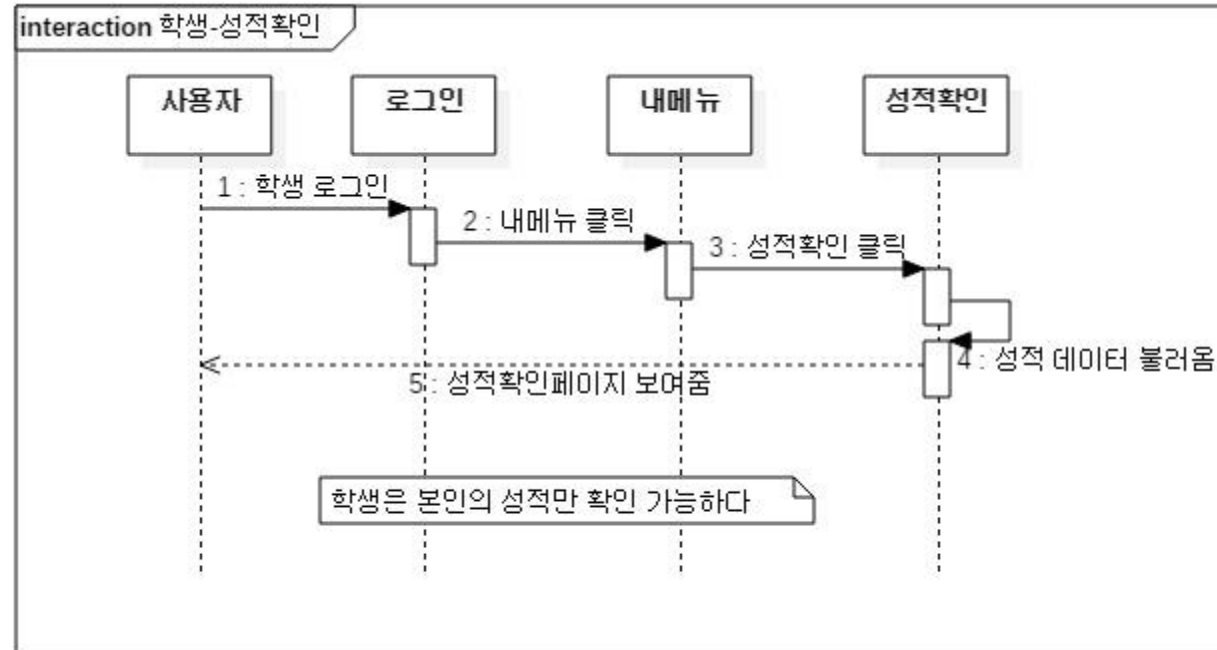 interaction 학생-성적확인
사용자
로그인
내메뉴
성적확인
1 : 학생 로그인
2 : 내메뉴 클릭
3 : 성적확인 클릭
4 : 성적 데이터 불러옴
5 : 성적확인페이지 보여줌
학생은 본인의 성적만 확인 가능하다